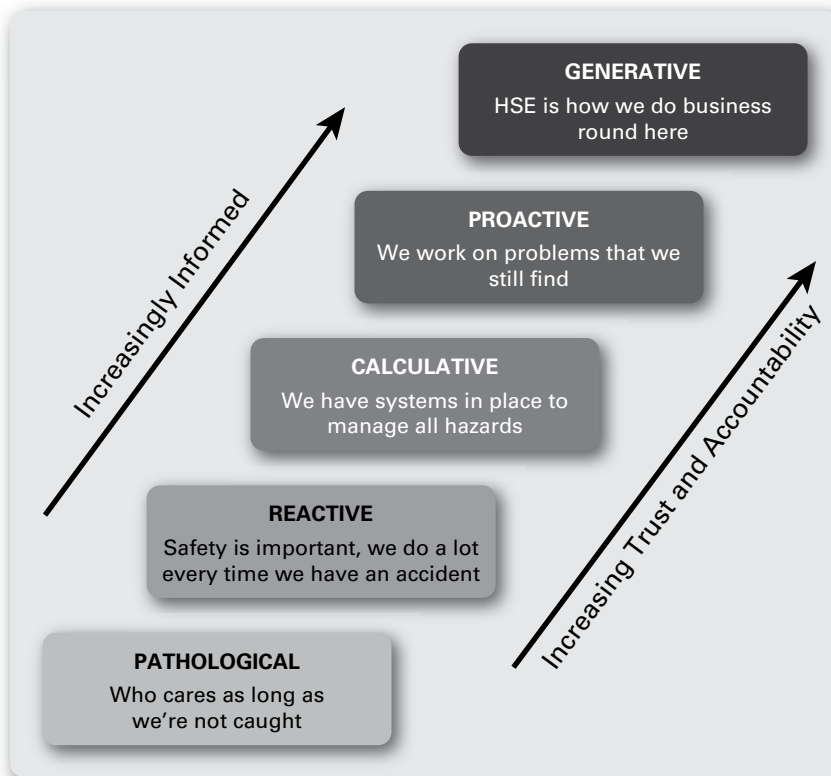 GENERATIVE
HSE is how we do business
round here
PROACTIVE
We work on problems that we
still find
CALCULATIVE
We have systems in place to
manage all hazards
REACTIVE
Safety is important, we do a lot
every time we have an accident
PATHOLOGICAL
Who cares as long as
we’re not caught
Increasingly Informed
Increasing Trust and Accountability